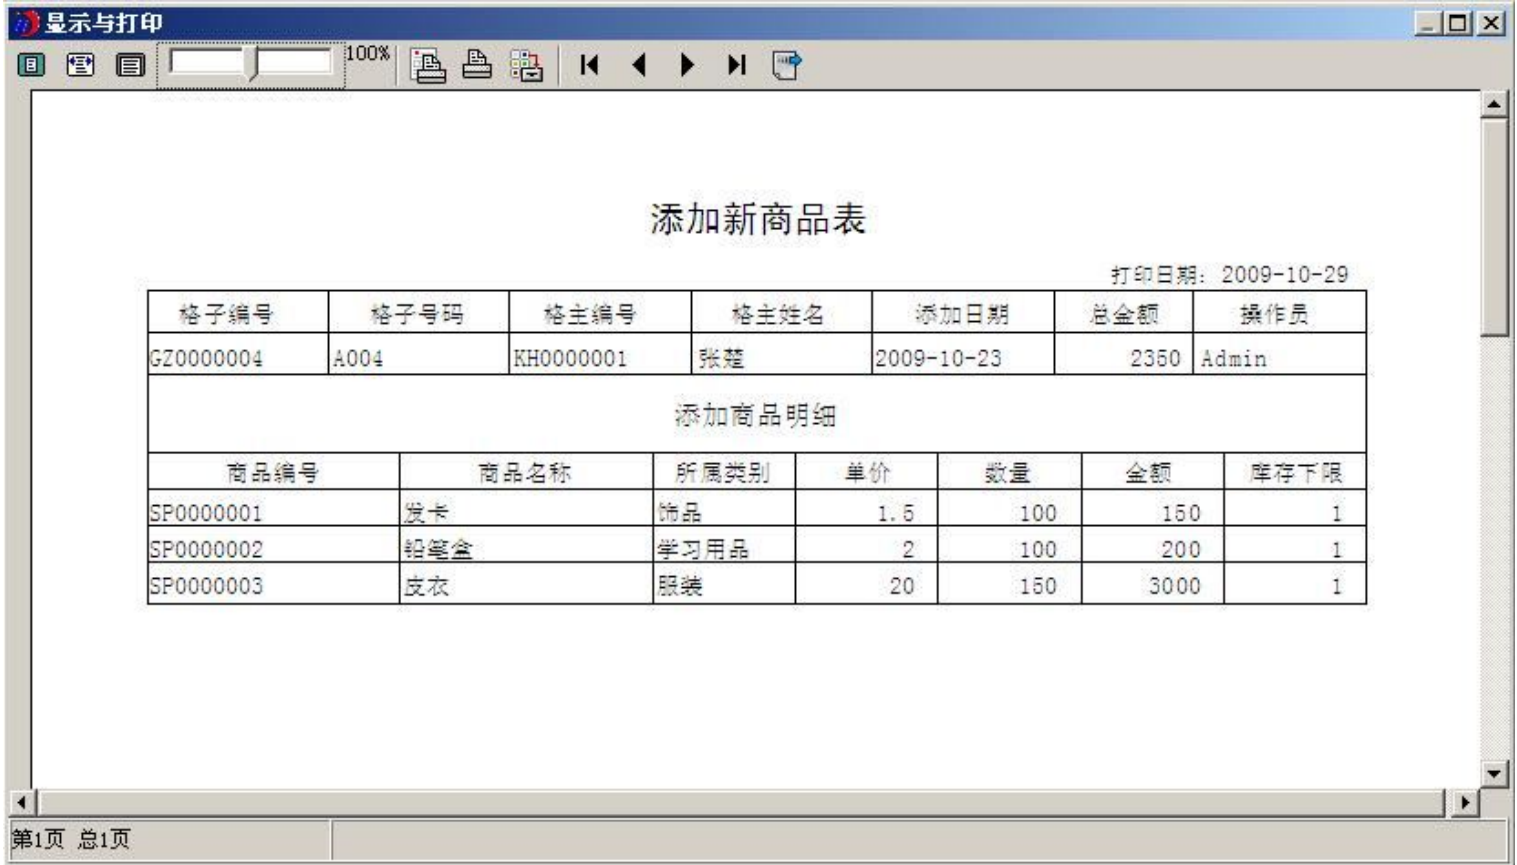 显示与打印
100%
添加新商品表
打印日期: 2009-10-29
格子编号 格子号码 格主编号 格主姓名 添加日期 总金额 操作员
GZ0000004 A004 KH0000001 张楚 2009-10-23 2350 Admin
添加商品明细
商品编号 商品名称 所属类别 单价 数量 金额 库存下限
SP0000001 发卡 饰品 1.5 100 150 1
SP0000002 铅笔盒 学习用品 2 100 200 1
SP0000003 皮衣 服装 20 150 3000 1
第1页 总1页